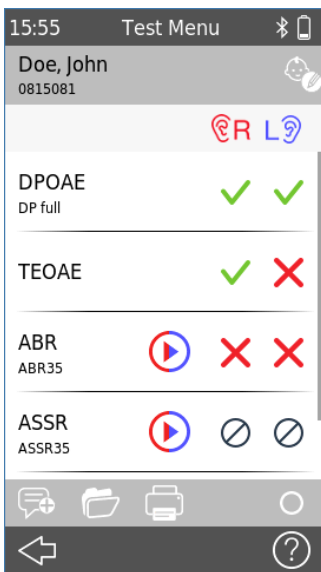 15:55 Test Menu
Doe, John
0815081
R L
DPOAE
DP full
TEOAE
ABR
ABR35
ASSR
ASSR35
?